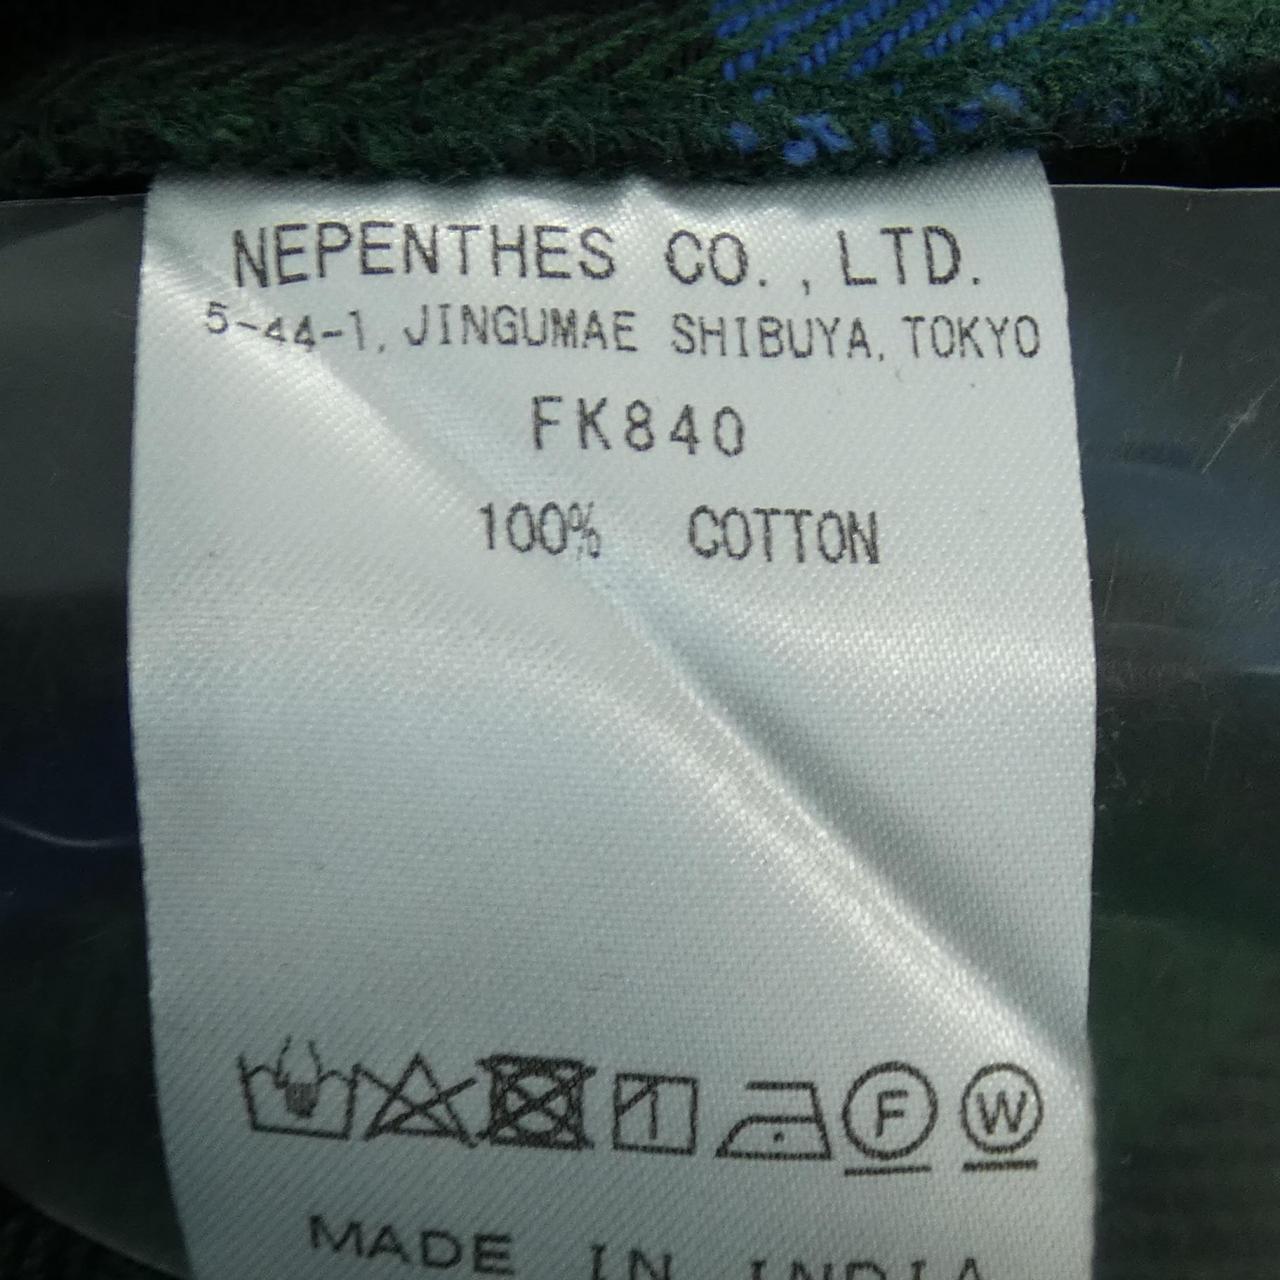 NEPENTHES CO., LTD.
5-44-1, JINGUMAE SHIBUYA, TOKYO
FK840
100% COTTON
F W
MADE IN INDIA